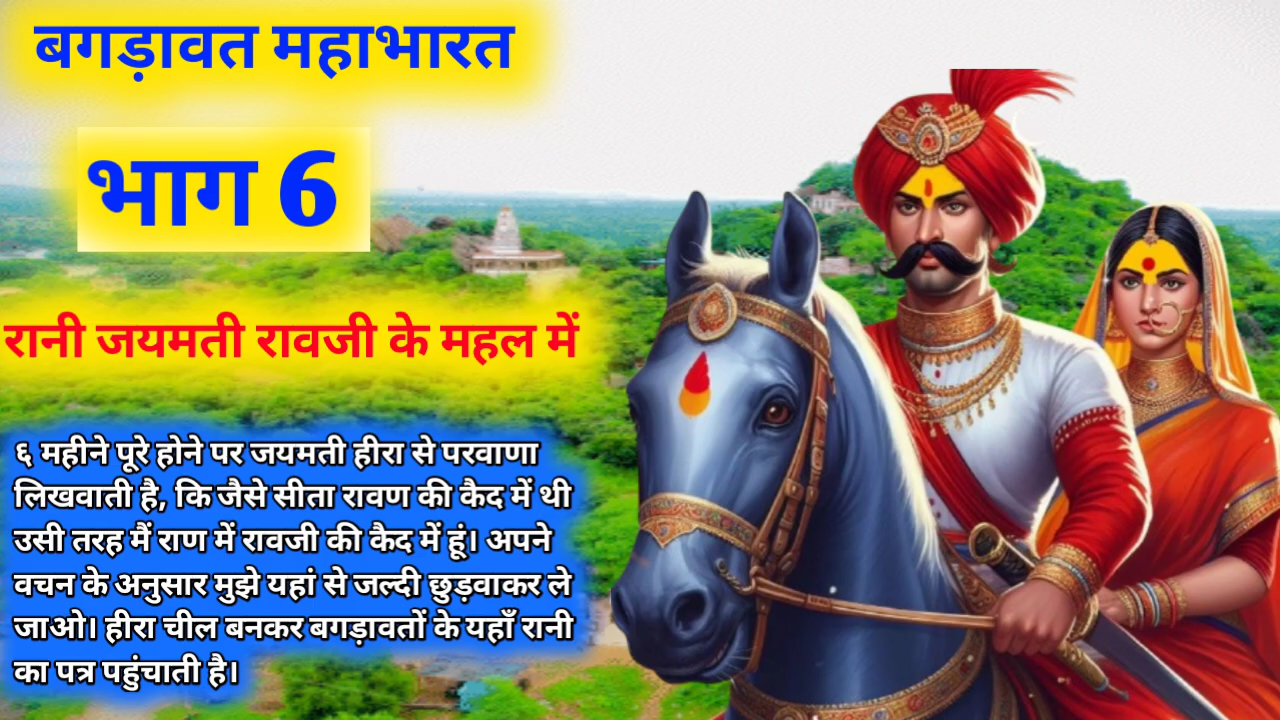 बगड़ावत महाभारत
भाग 6
रानी जयमती रावजी के महल में
६ महीने पूरे होने पर जयमती हीरा से परवाणा
लिखवाती है, कि जैसे सीता रावण की कैद में थी
उसी तरह मैं राण में रावजी की कैद में हूं। अपने
वचन के अनुसार मुझे यहां से जल्दी छुड़वाकर ले
जाओ। हीरा चील बनकर बगड़ावतों के यहाँ रानी
का पत्र पहुंचाती है।